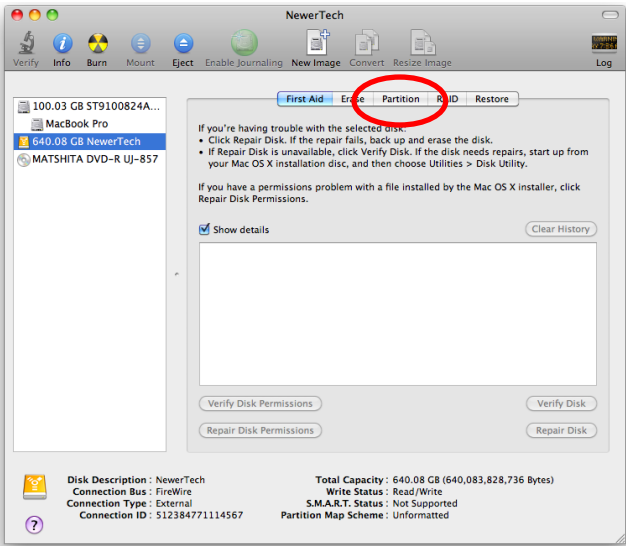 NewerTech
Verify Info Burn Mount Eject Enable Journaling New Image Convert Resize Image Log
100.03 GB ST9100824A...
MacBook Pro
640.08 GB NewerTech
MATSHITA DVD-R UJ-857
First Aid Erase Partition RAID Restore
If you're having trouble with the selected disk:
• Click Repair Disk. If the repair fails, back up and erase the disk.
• If Repair Disk is unavailable, click Verify Disk. If the disk needs repairs, start up from
your Mac OS X installation disc, and then choose Utilities > Disk Utility.
If you have a permissions problem with a file installed by the Mac OS X installer, click
Repair Disk Permissions.
Show details
Clear History
Verify Disk Permissions
Verify Disk
Repair Disk Permissions
Repair Disk
Disk Description : NewerTech
Connection Bus : FireWire
Connection Type : External
Connection ID : 512384771114567
Total Capacity : 640.08 GB (640,083,828,736 Bytes)
Write Status : Read/Write
S.M.A.R.T. Status : Not Supported
Partition Map Scheme : Unformatted
?